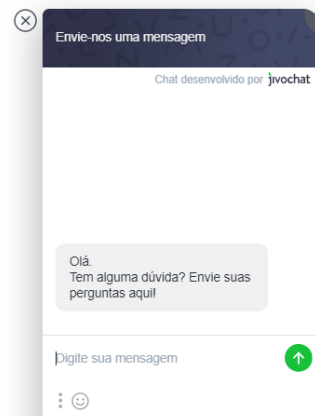 Envie-nos uma mensagem
Chat desenvolvido por jivochat
Olá.
Tem alguma dúvida? Envie suas
perguntas aqui!
Digite sua mensagem